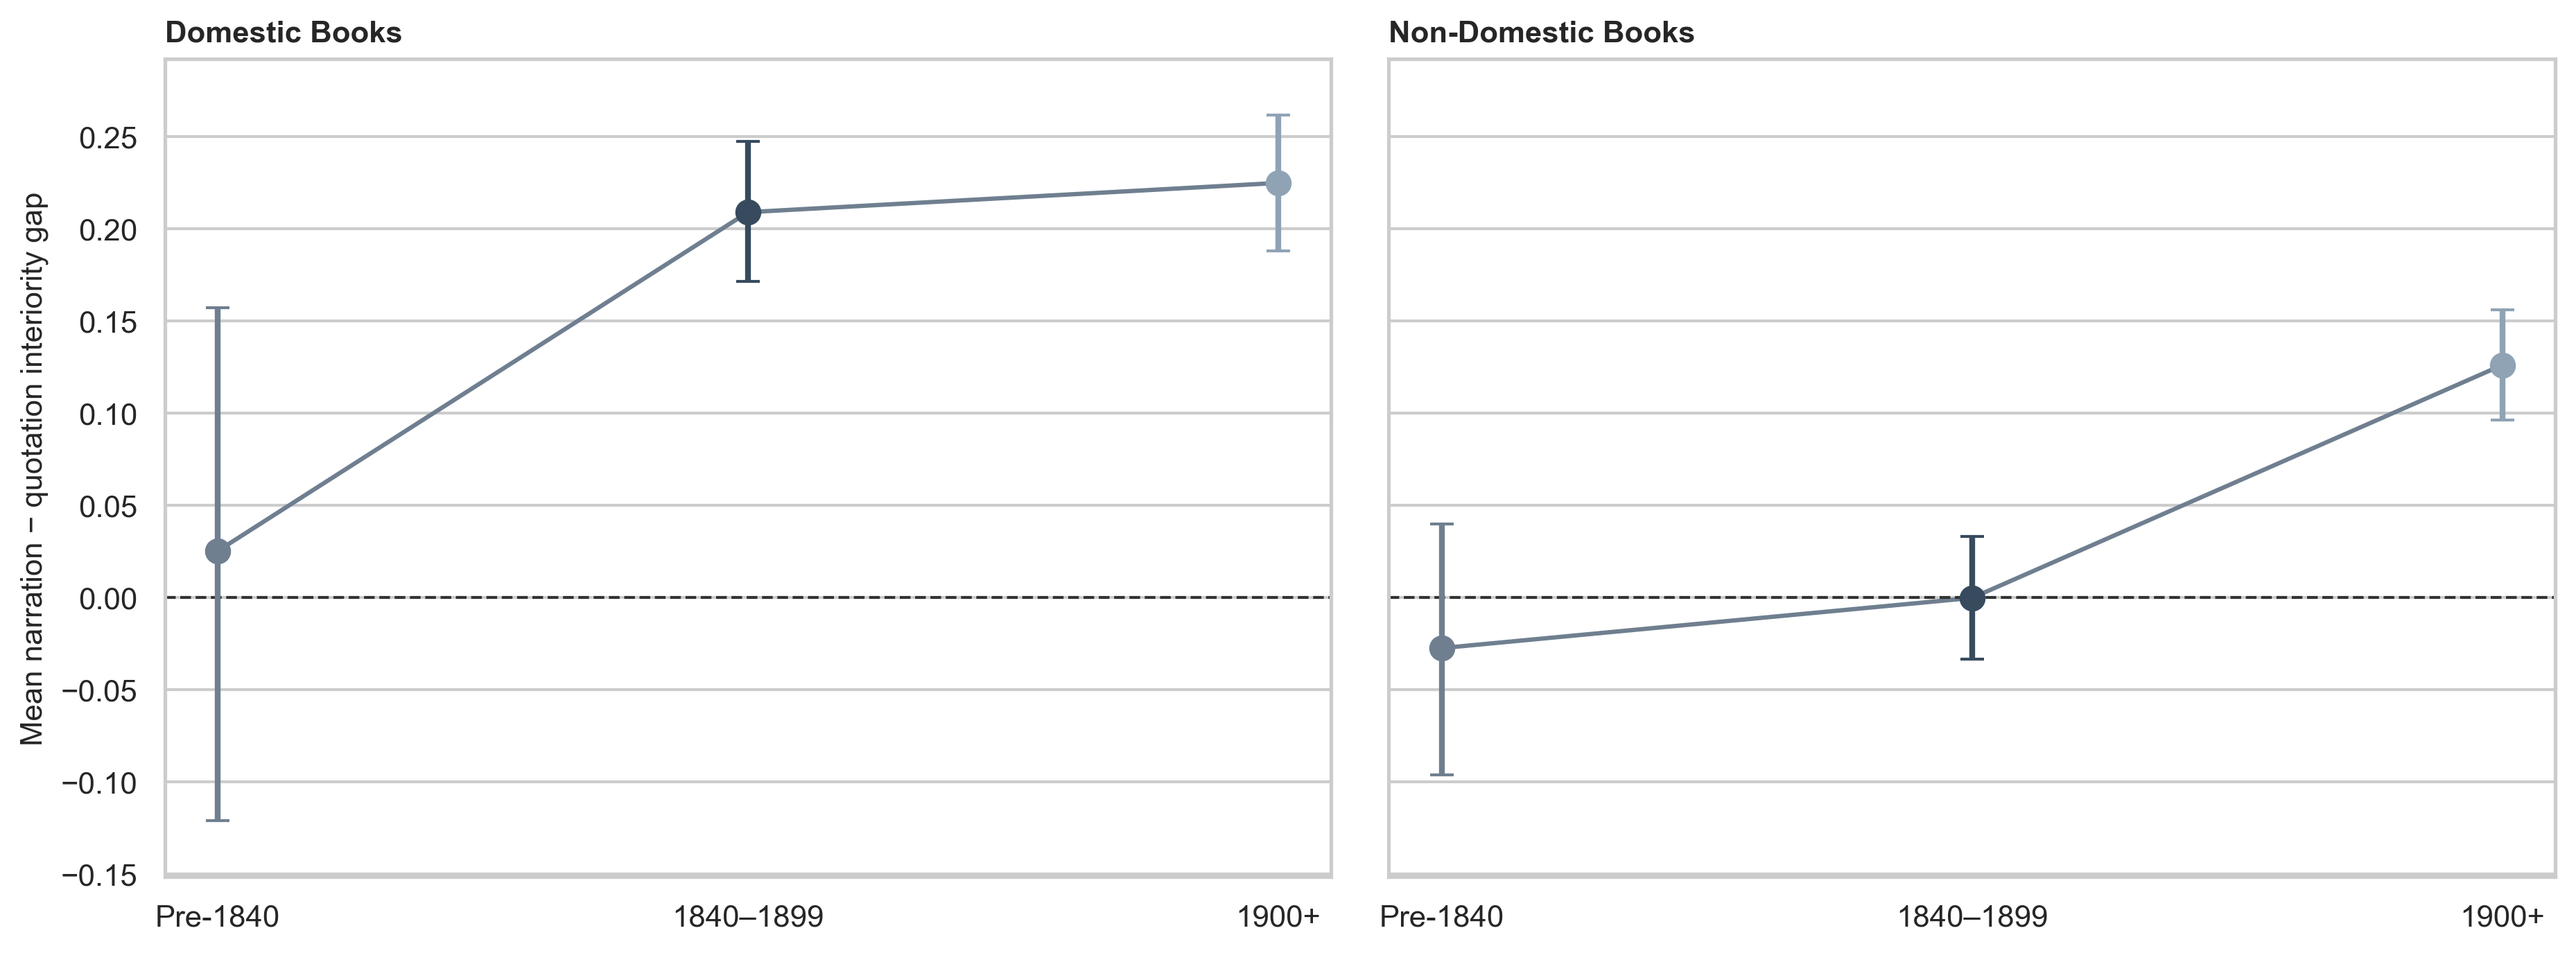 Domestic Books
Non-Domestic Books
Mean narration − quotation interiority gap
0.25
0.20
0.15
0.10
0.05
0.00
−0.05
−0.10
−0.15
Pre-1840
1840–1899
1900+
Pre-1840
1840–1899
1900+